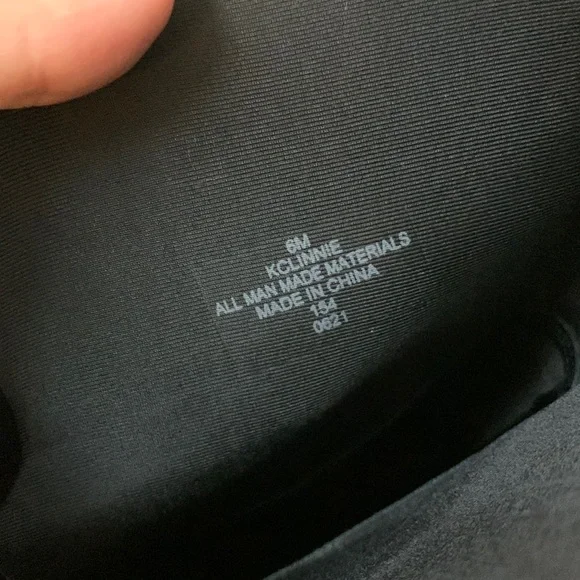 6M
KCLINNIE
ALL MAN MADE MATERIALS
MADE IN CHINA
154
0621